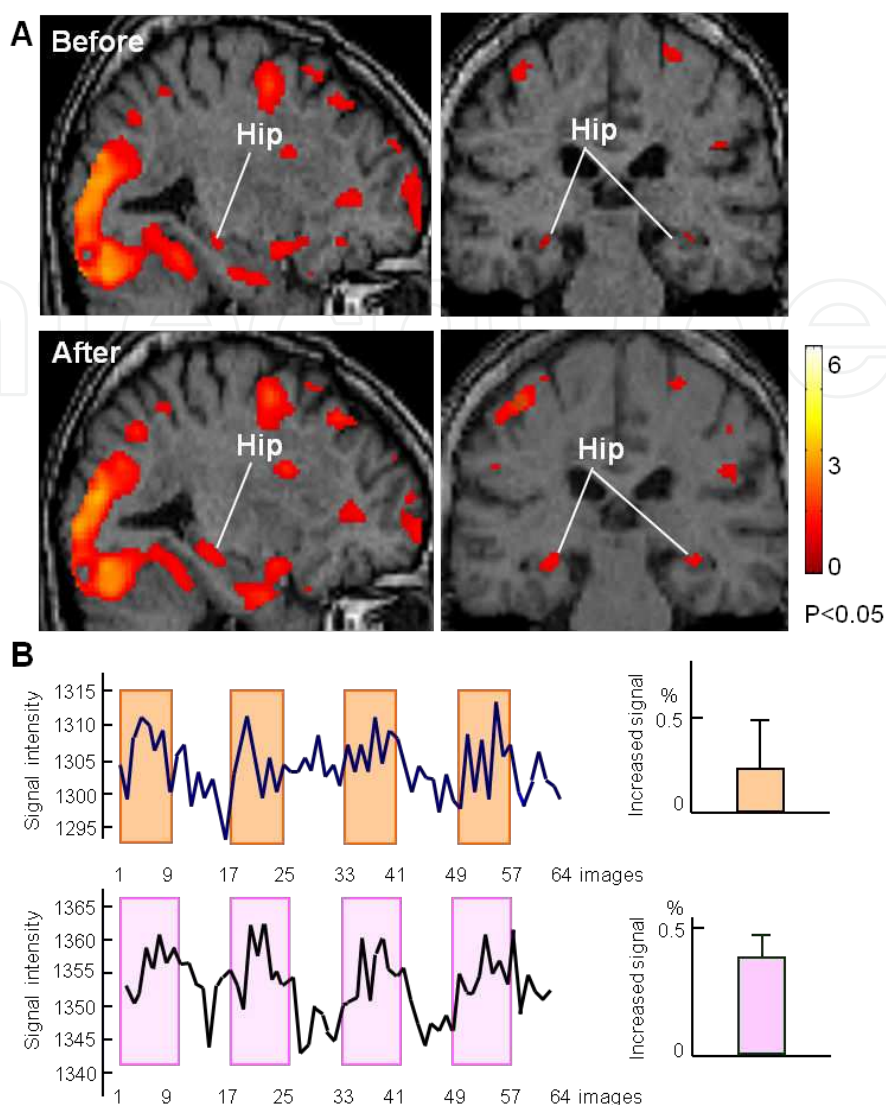 A
Before
Hip
Hip
After
Hip
Hip
6
3
0
P<0.05
B
Signal intensity
1315
1310
1305
1300
1295
1 9 17 25 33 41 49 57 64 images
Increased signal
%
0.5
0
Signal intensity
1365
1360
1355
1350
1345
1340
1 9 17 25 33 41 49 57 64 images
Increased signal
%
0.5
0